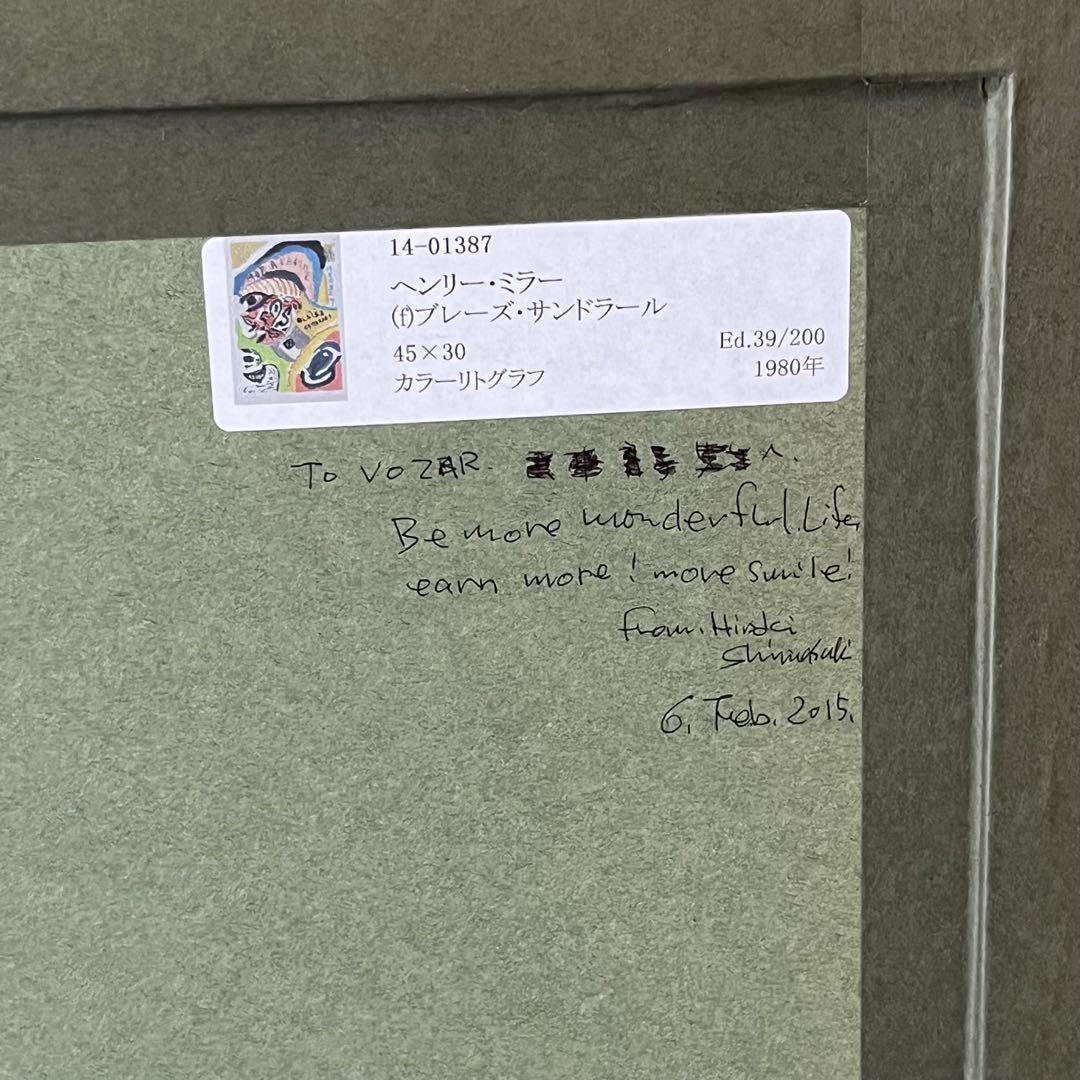 14-01387
ヘンリー・ミラー
(f)ブレーズ・サンドラール
45×30
Ed.39/200
カラーリトグラフ
1980年
To VOZAR. へ.
Be more wonderful. Life,
earn more! more smile!
from. Hiroki
6. Feb. 2015.